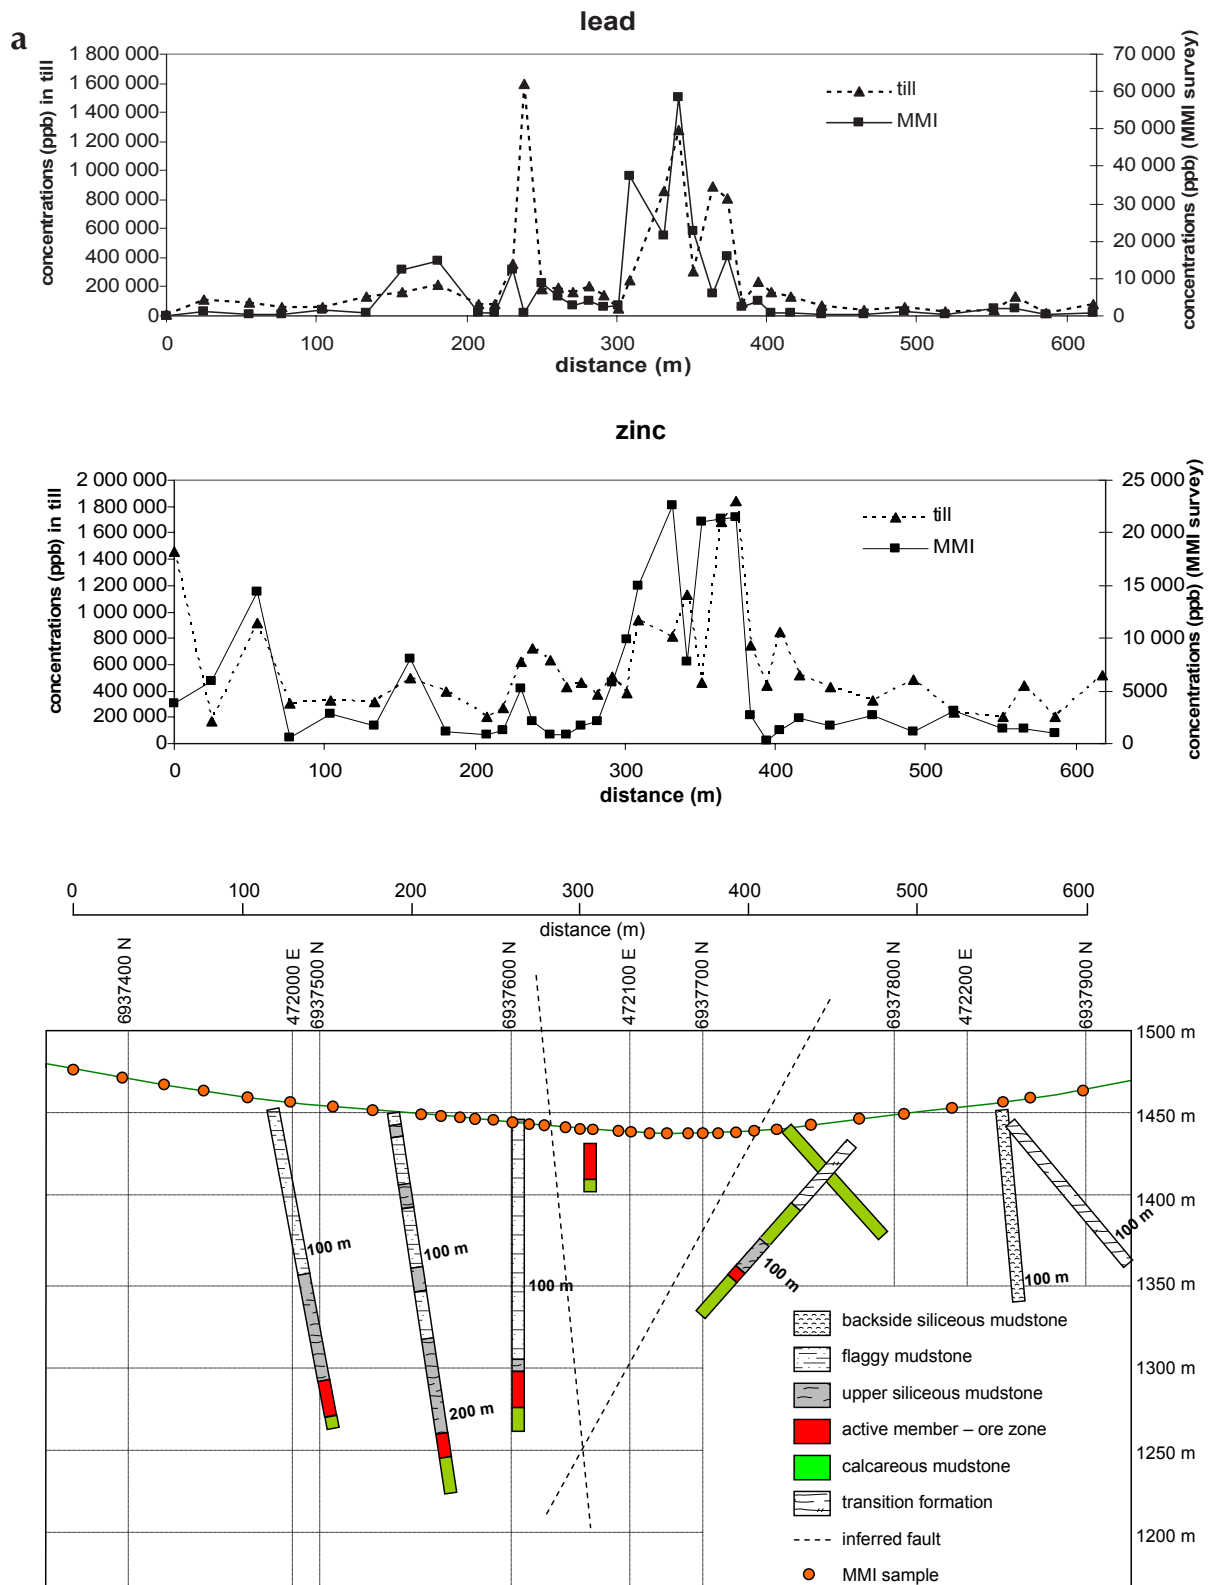 a
lead
concentrations (ppb) in till
1 800 000
1 600 000
1 400 000
1 200 000
1 000 000
800 000
600 000
400 000
200 000
0
70 000
60 000
50 000
40 000
30 000
20 000
10 000
0
concentrations (ppb) (MMI survey)
till
MMI
0 100 200 300 400 500 600
distance (m)
zinc
concentrations (ppb) in till
2 000 000
1 800 000
1 600 000
1 400 000
1 200 000
1 000 000
800 000
600 000
400 000
200 000
0
25 000
20 000
15 000
10 000
5000
0
concentrations (ppb) (MMI survey)
till
MMI
0 100 200 300 400 500 600
distance (m)
0 100 200 300 400 500 600
distance (m)
6937400 N
472000 E
6937500 N
6937600 N
472100 E
6937700 N
6937800 N
472200 E
6937900 N
1500 m
1450 m
1400 m
1350 m
1300 m
1250 m
1200 m
100 m
100 m
200 m
100 m
100 m
100 m
100 m
backside siliceous mudstone
flaggy mudstone
upper siliceous mudstone
active member – ore zone
calcareous mudstone
transition formation
inferred fault
MMI sample